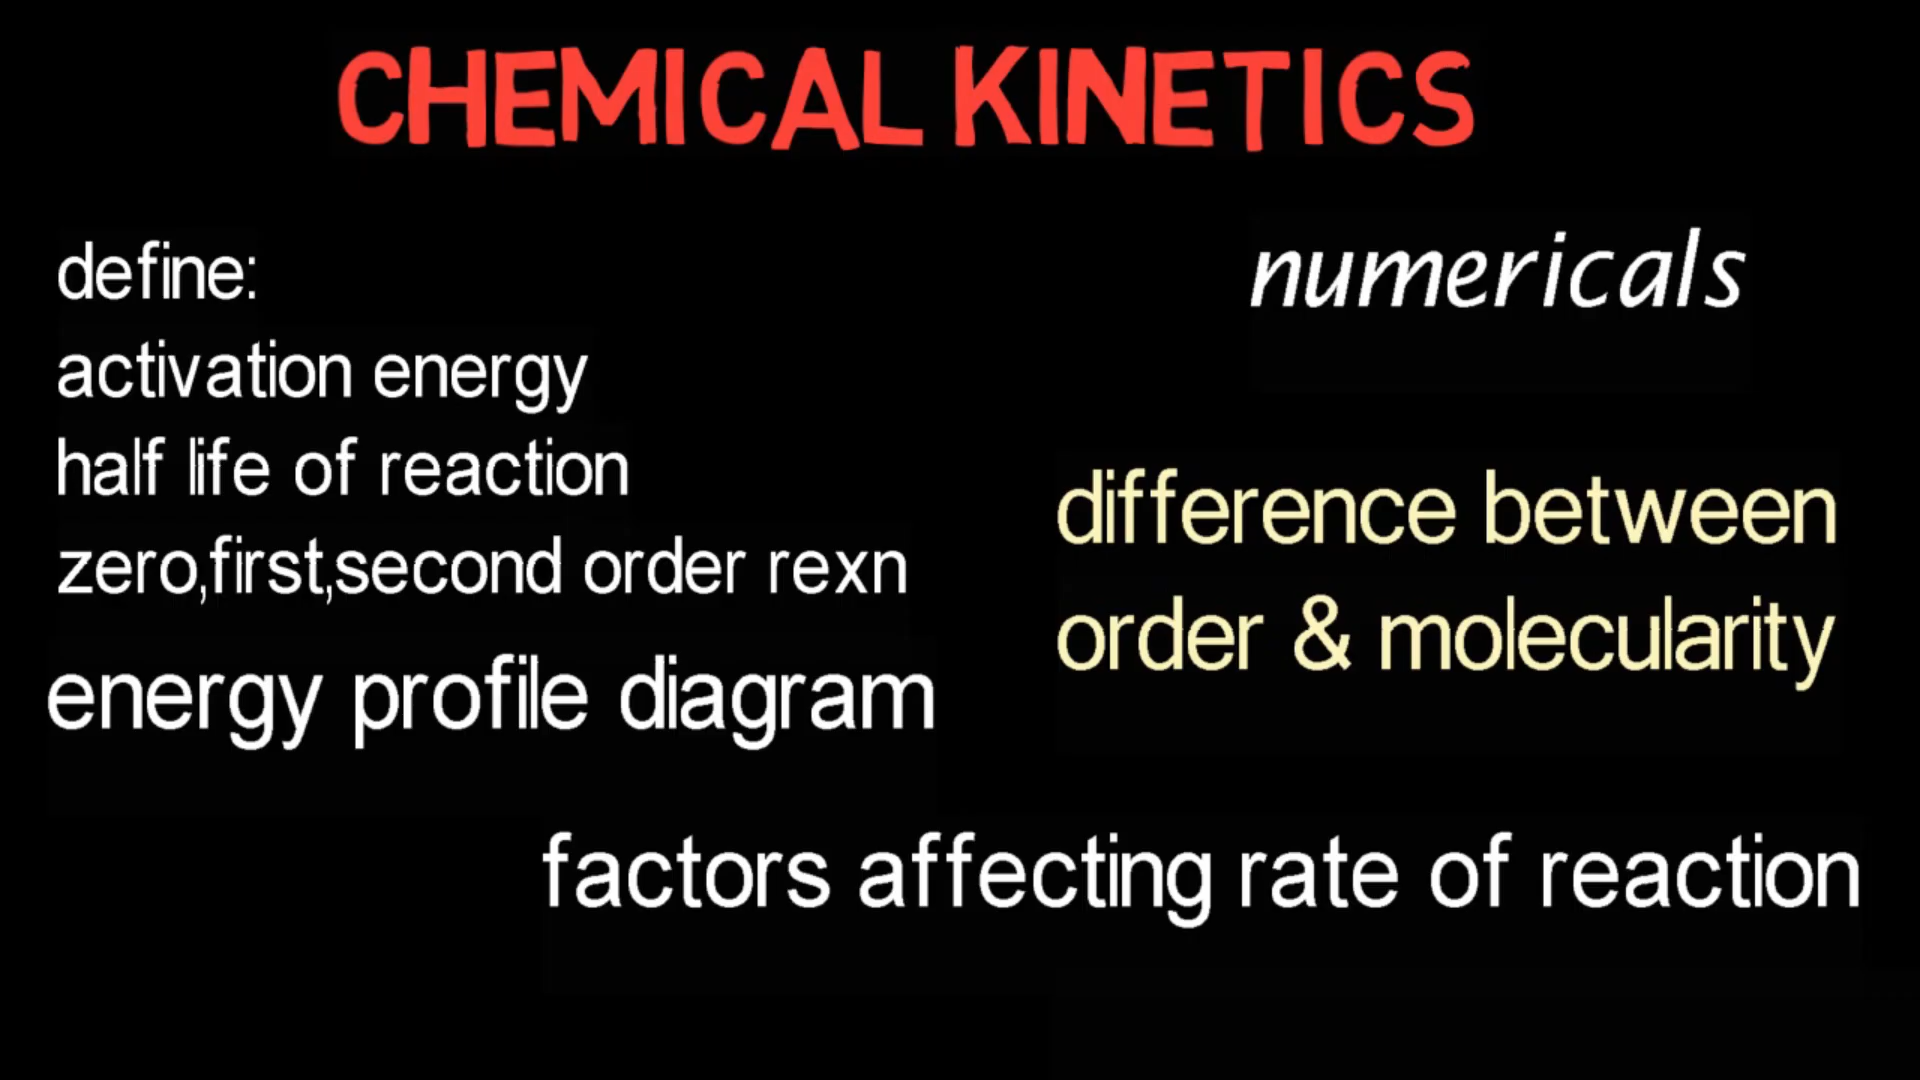 CHEMICAL KINETICS
define:
activation energy
half life of reaction
zero,first,second order rexn
energy profile diagram
numericals
difference between
order & molecularity
factors affecting rate of reaction